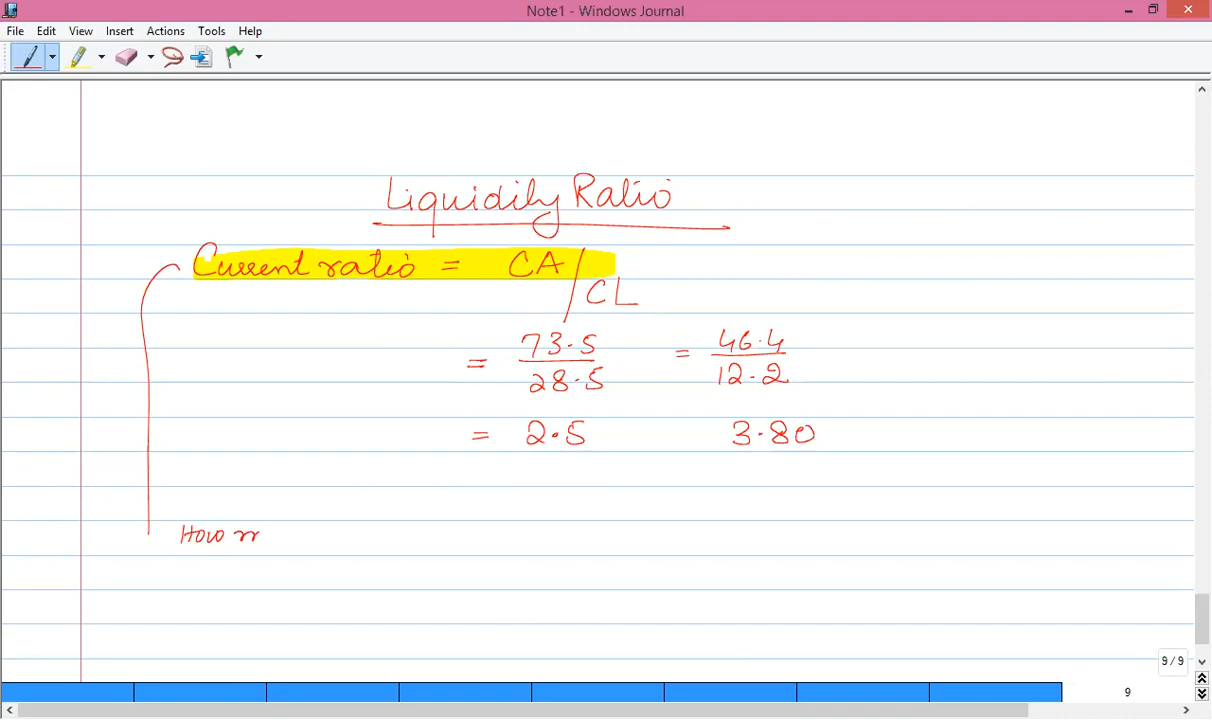 Note1 - Windows Journal
File Edit View Insert Actions Tools Help
Liquidity Ratio
Current ratio = CA / CL
= 73.5 / 28.5 = 46.4 / 12.2
= 2.5 3.80
How
9 / 9
9